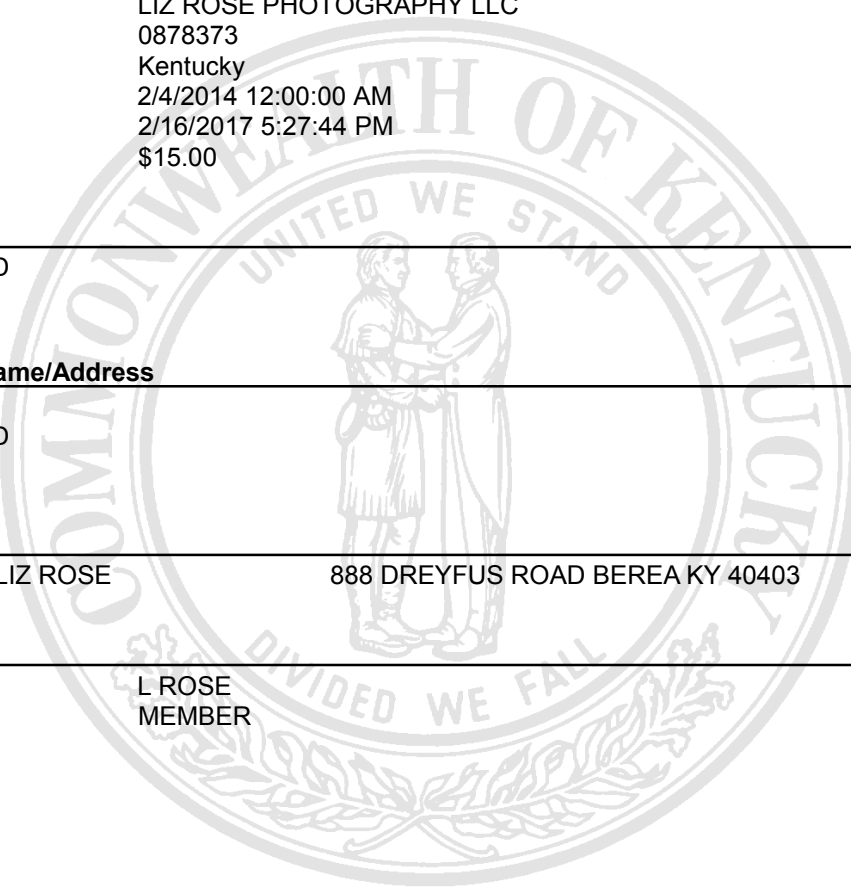 LIZ ROSE PHOTOGRAPHY LLC
0878373
Kentucky
2/4/2014 12:00:00 AM
2/16/2017 5:27:44 PM
$15.00
COMMONWEALTH OF KENTUCKY
UNITED WE STAND
ame/Address
LIZ ROSE 888 DREYFUS ROAD BEREA KY 40403
DIVIDED WE FALL
L ROSE
MEMBER